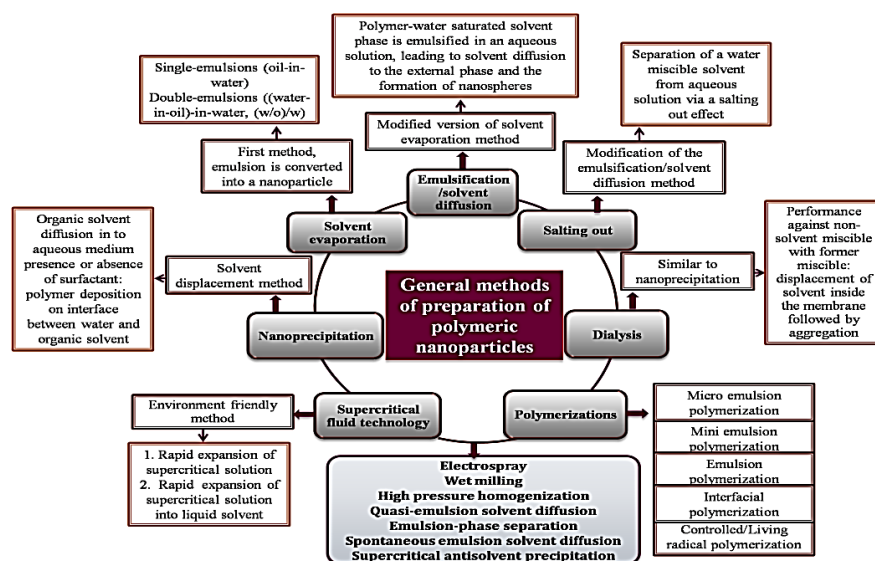 Polymer-water saturated solvent
phase is emulsified in an aqueous
solution, leading to solvent diffusion
to the external phase and the
formation of nanospheres
Single-emulsions (oil-in-
water)
Double-emulsions ((water-
in-oil)-in-water, (w/o)/w)
Separation of a
water
miscible solvent
from aqueous
solution via a salting
out effect
Modified version of solvent
evaporation method
First method,
emulsion is converted
into a nanoparticle
Modification of the
emulsification/solvent
diffusion method
Emulsification
/solvent
diffusion
Solvent
evaporation
Salting out
Organic solvent
diffusion in to
aqueous medium
presence or absence
of surfactant:
polymer deposition
on interface
between water and
organic solvent
Solvent
displacement method
Nanoprecipitation
General methods
of preparation of
polymeric
nanoparticles
Similar to
nanoprecipitation
Dialysis
Performance
against non-
solvent miscible
with former
miscible:
displacement of
solvent inside
the membrane
followed by
aggregation
Environment friendly
method
Supercritical
fluid technology
Polymerizations
1. Rapid expansion of
supercritical solution
2. Rapid expansion of
supercritical solution
into liquid solvent
Micro emulsion
polymerization
Mini emulsion
polymerization
Emulsion
polymerization
Interfacial
polymerization
Controlled/Living
radical polymerization
Electrospray
Wet milling
High pressure homogenization
Quasi-emulsion solvent diffusion
Emulsion-phase separation
Spontaneous emulsion solvent diffusion
Supercritical antisolvent precipitation